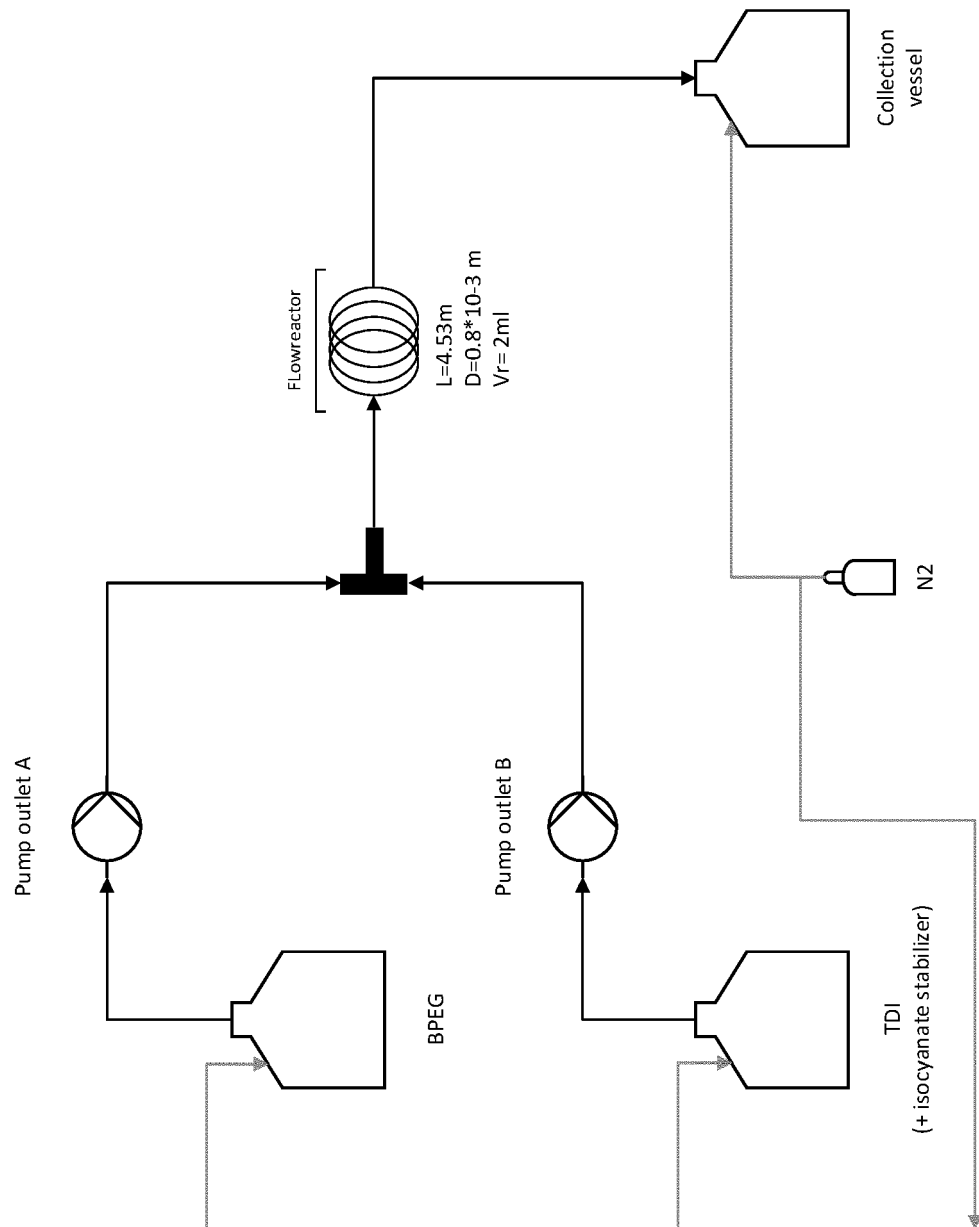 Pump outlet A
BPEG
Pump outlet B
TDI
(+ isocyanate stabilizer)
FLowreactor
L=4.53m
D=0.8*10-3 m
Vr= 2ml
N2
Collection
vessel